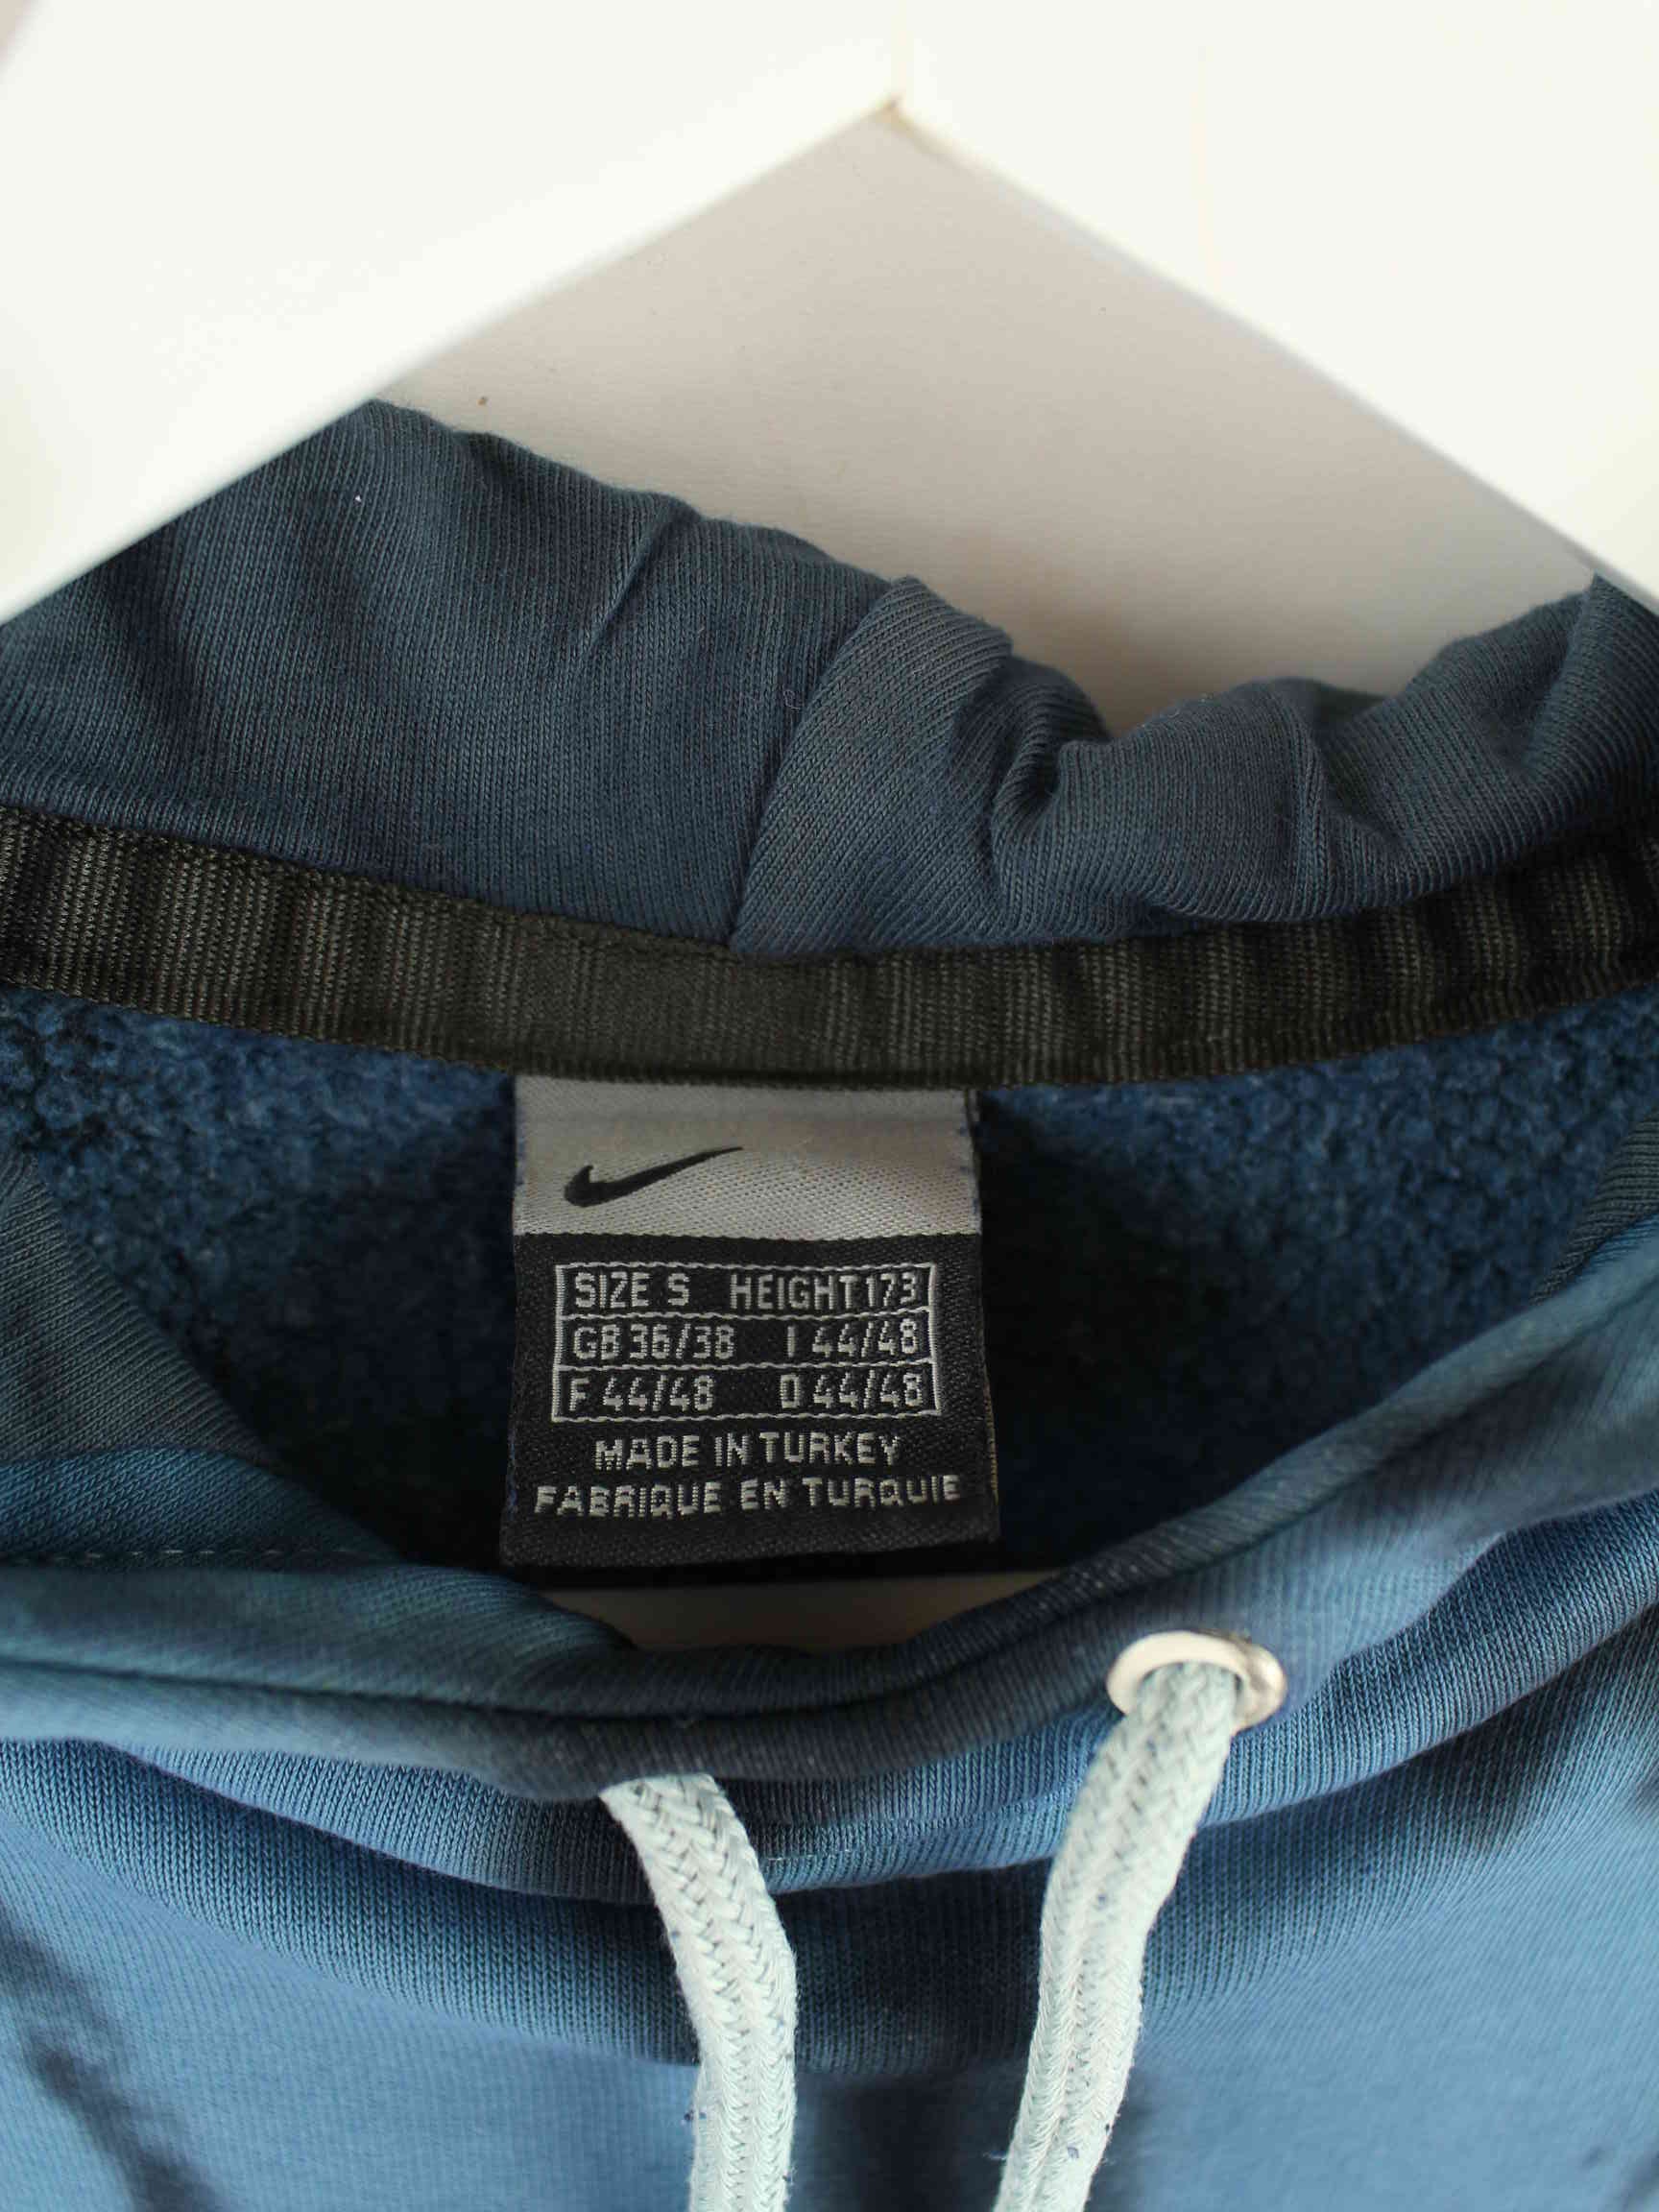 SIZE S HEIGHT 173
GB 36/38 I 44/48
F 44/48 D 44/48
MADE IN TURKEY
FABRIQUE EN TURQUIE